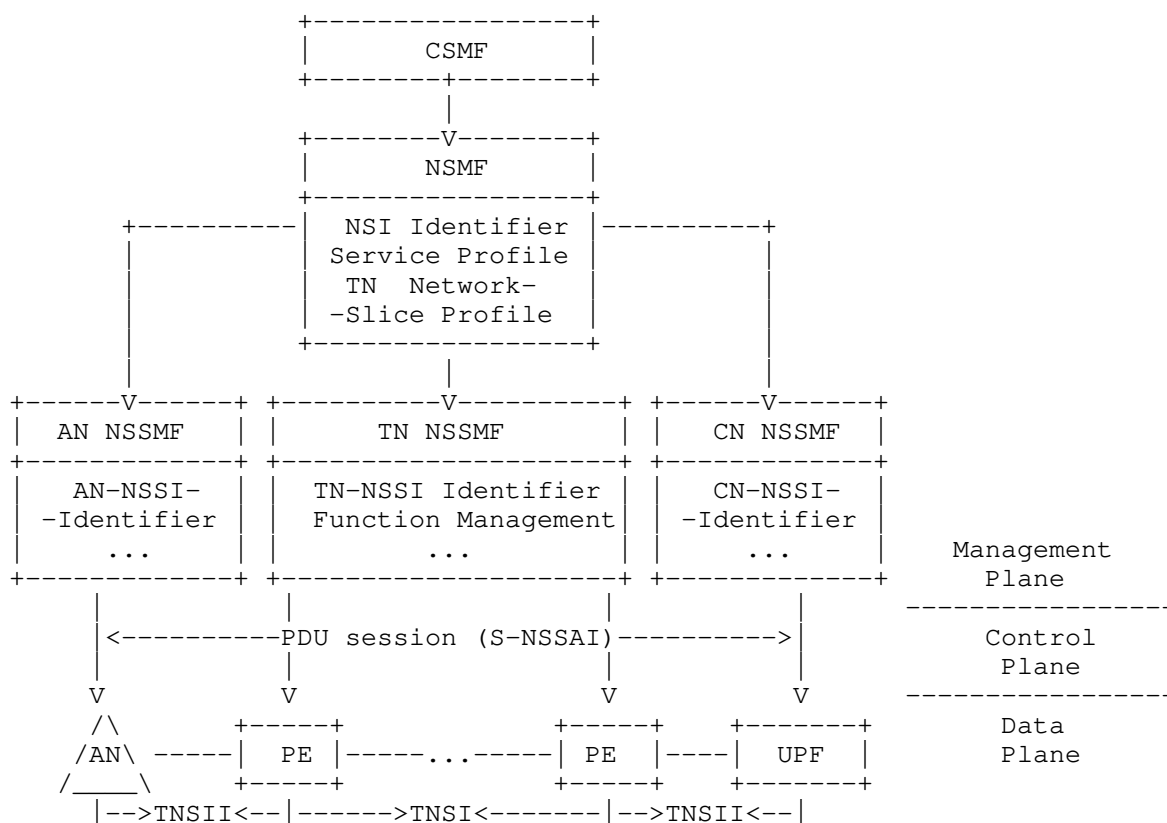 CSMF
NSMF
NSI Identifier
Service Profile
TN Network-
-Slice Profile
AN NSSMF TN NSSMF CN NSSMF
AN-NSSI- TN-NSSI Identifier CN-NSSI-
-Identifier Function Management -Identifier
... ... ...
Management
Plane
PDU session (S-NSSAI)
Control
Plane
Data
Plane
AN PE ... PE UPF
TNSII TNSI TNSII